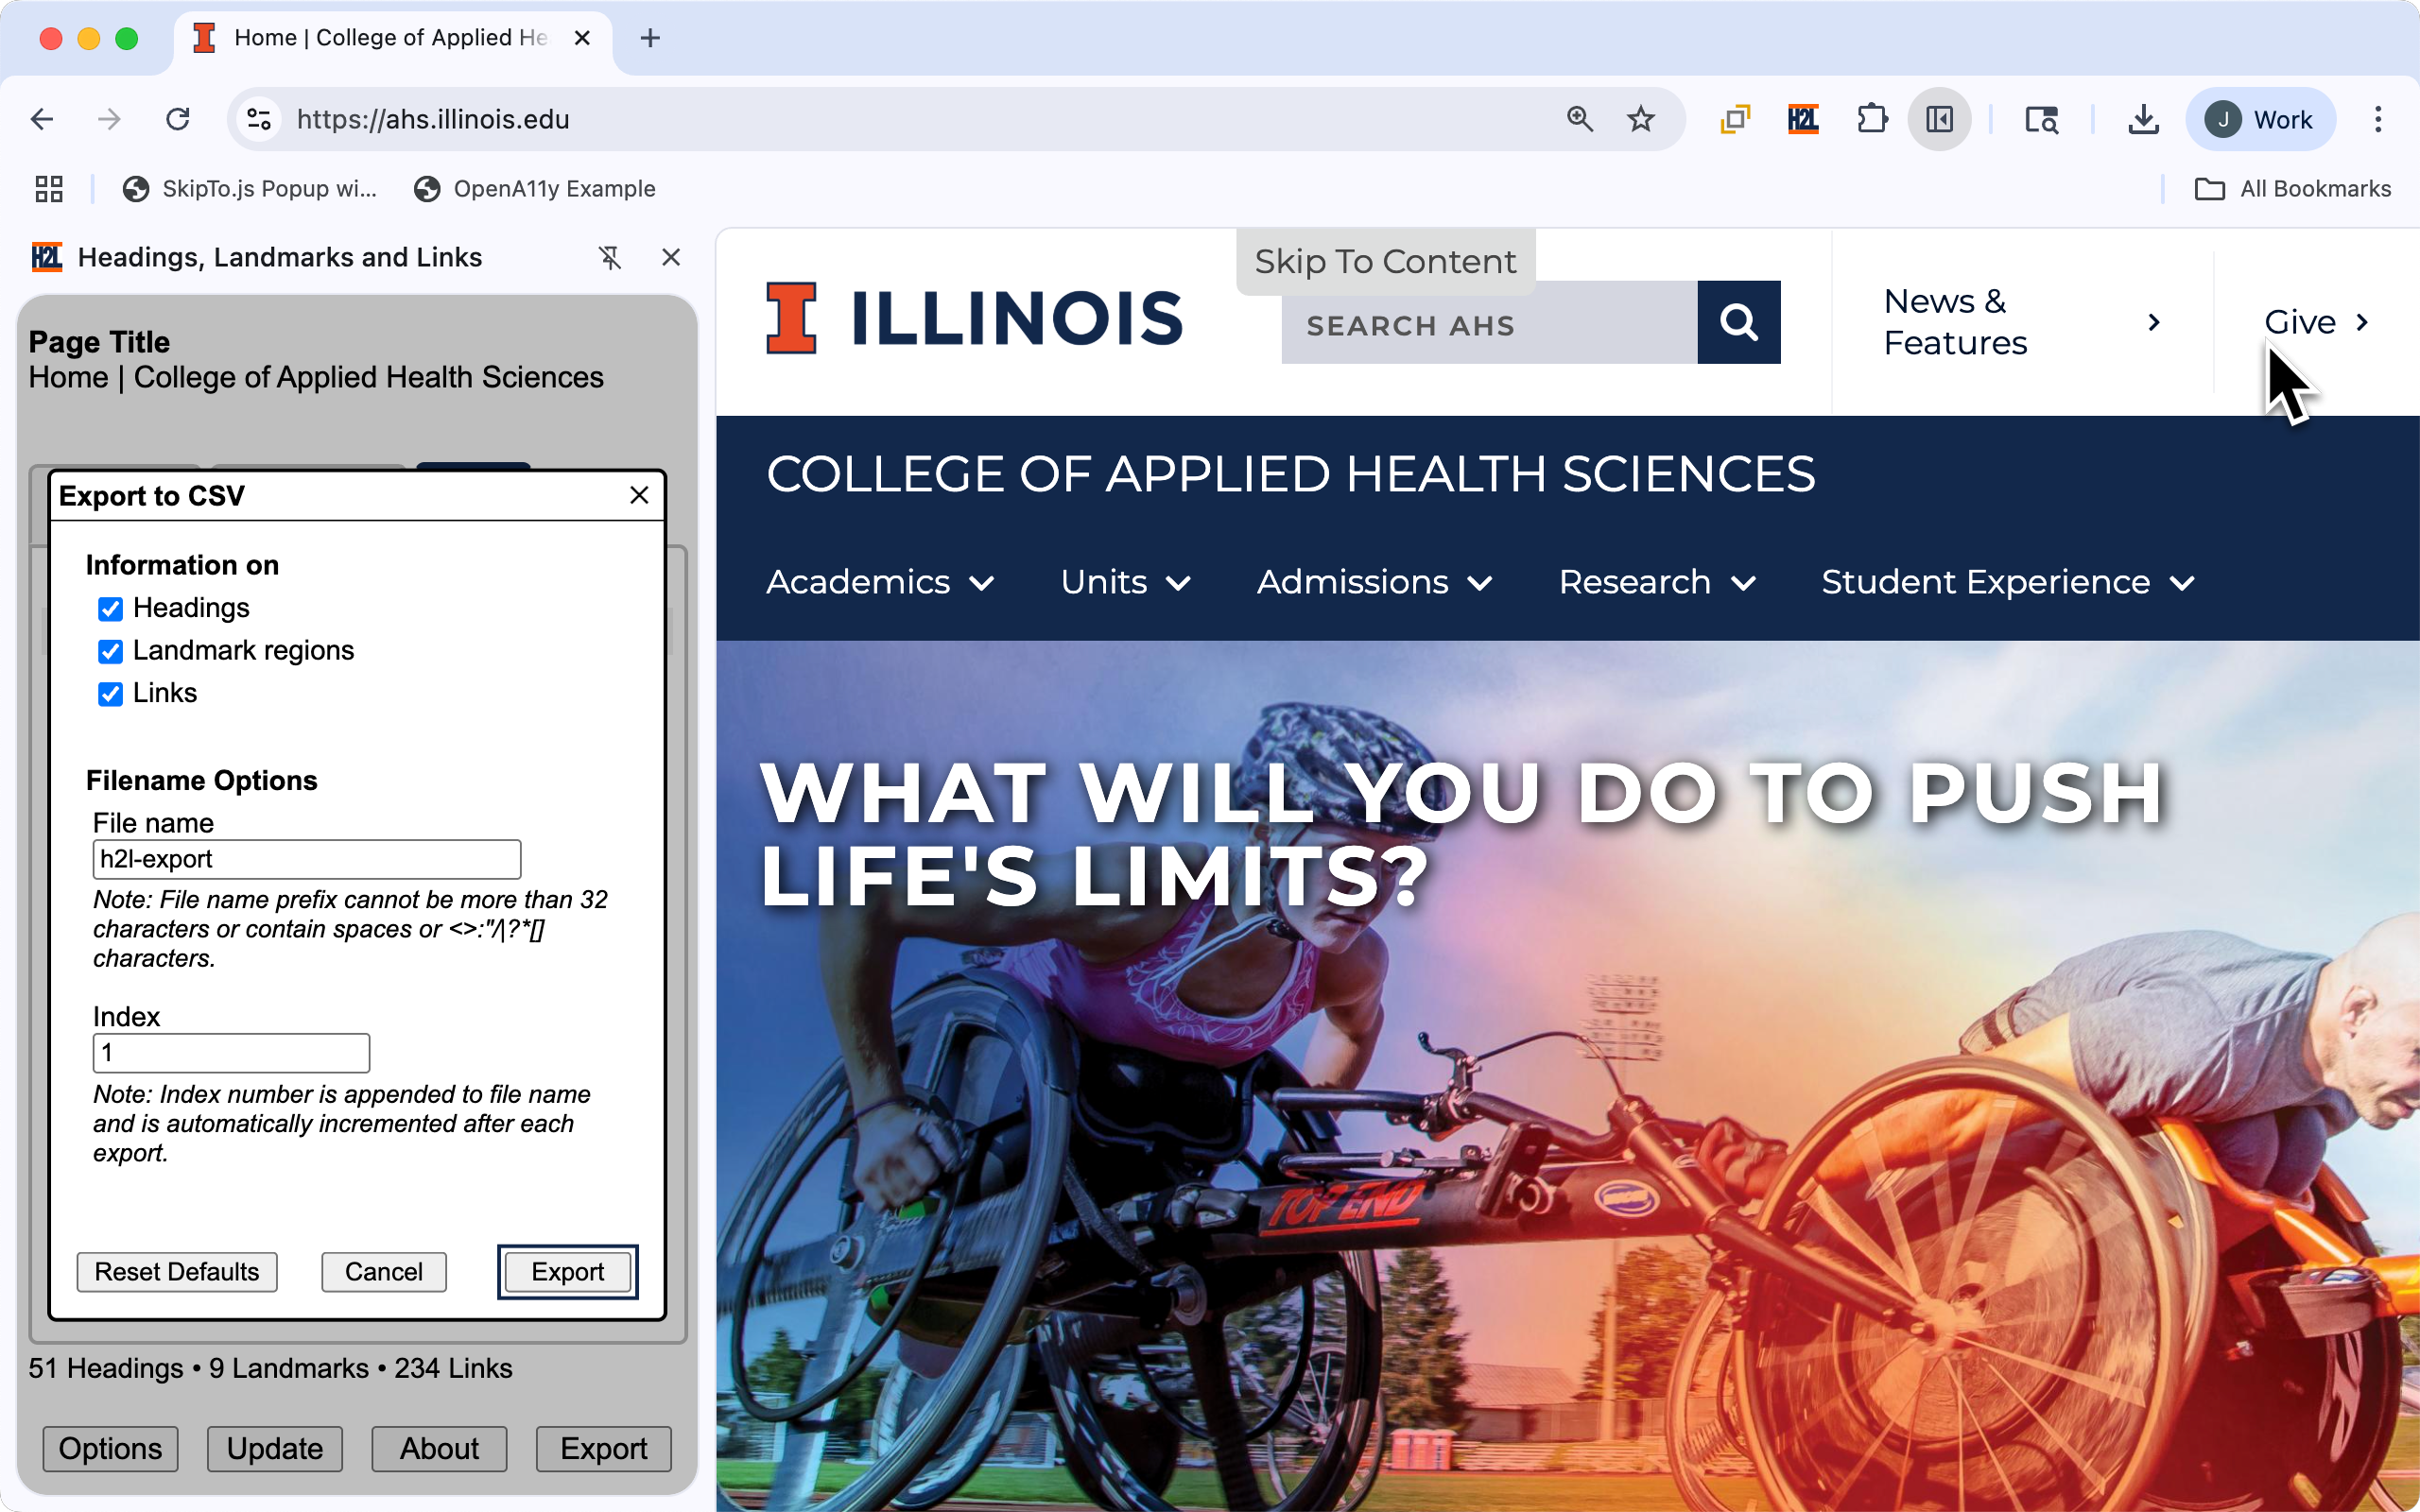 Home | College of Applied He
https://ahs.illinois.edu
H2L
J
Work
SkipTo.js Popup wi...
OpenA11y Example
All Bookmarks
H2L
Headings, Landmarks and Links
Page Title
Home | College of Applied Health Sciences
Export to CSV
Information on
Headings
Landmark regions
Links
Filename Options
File name
h2l-export
Note: File name prefix cannot be more than 32
characters or contain spaces or <>:"/|?*[]
characters.
Index
1
Note: Index number is appended to file name
and is automatically incremented after each
export.
Reset Defaults
Cancel
Export
51 Headings • 9 Landmarks • 234 Links
Options
Update
About
Export
Skip To Content
ILLINOIS
SEARCH AHS
News &
Features
Give
COLLEGE OF APPLIED HEALTH SCIENCES
Academics
Units
Admissions
Research
Student Experience
WHAT WILL YOU DO TO PUSH
LIFE'S LIMITS?
TOP END